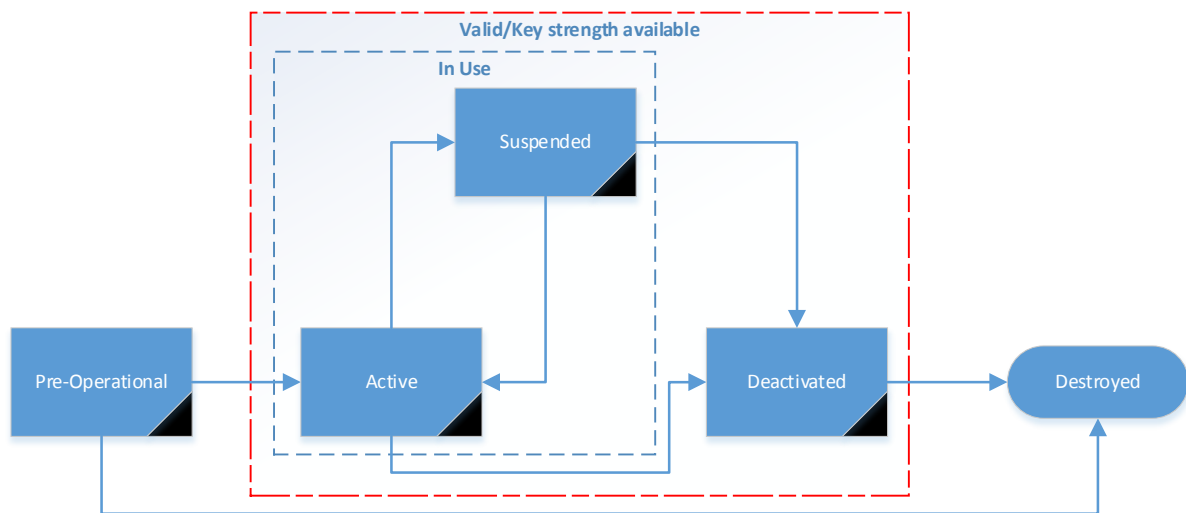 Valid/Key strength available
In Use
Suspended
Pre-Operational
Active
Deactivated
Destroyed